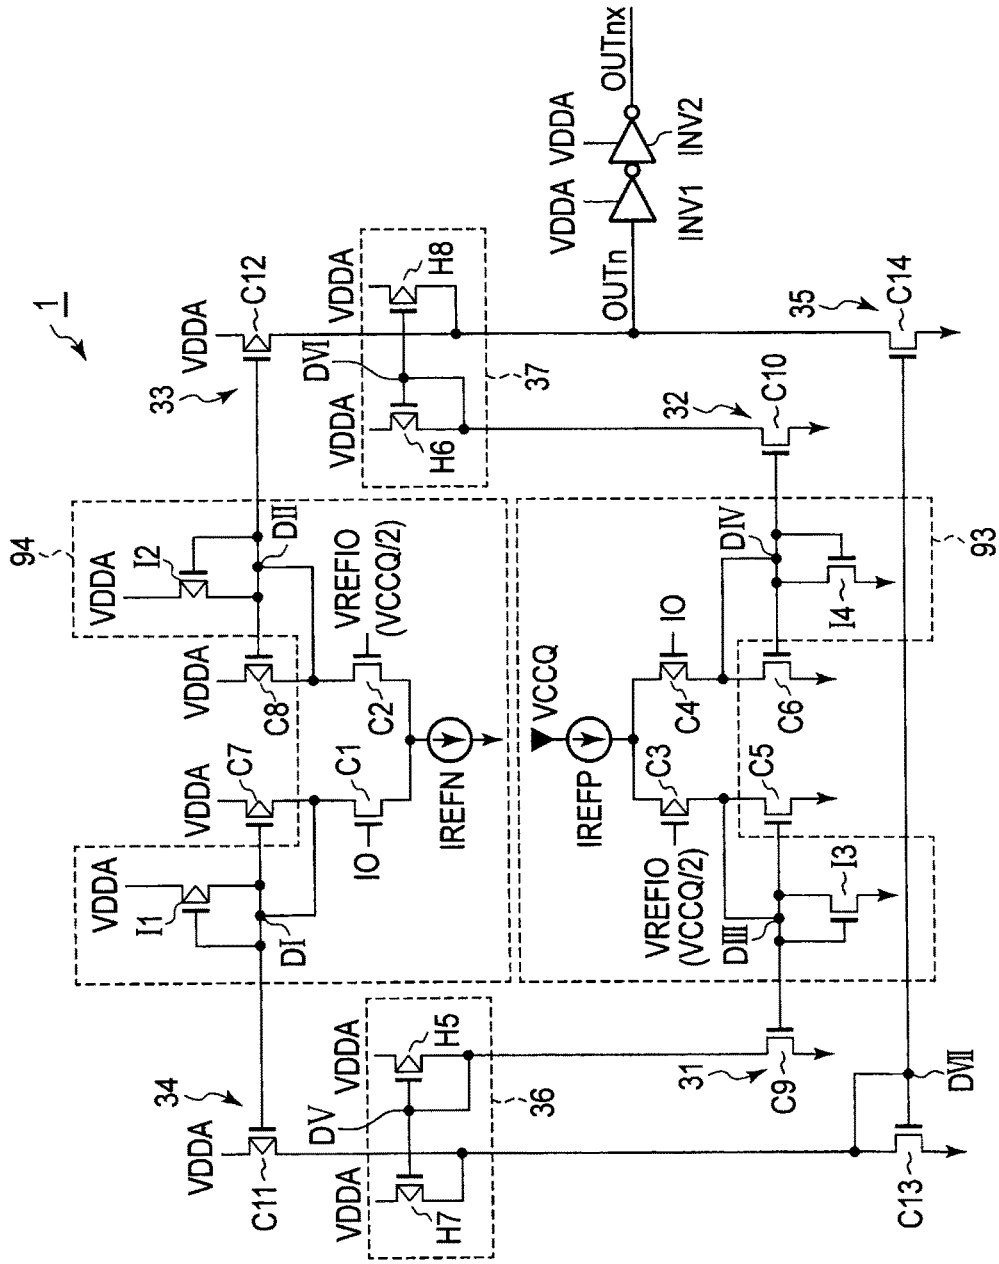 1
94
VDDA
VDDA
I1
I2
34
33
VDDA
VDDA
VDDA
VDDA
C11
C7
C8
C12
DI
DII
DV
DVI
VDDA
VDDA
IO
C1
C2
VREFIO
(VCCQ/2)
VDDA
VDDA
H7
H5
IREFN
H6
H8
36
37
VCCQ
IREFP
VDDA
VDDA
OUTn
OUTnx
INV1
INV2
VREFIO
(VCCQ/2)
C3
C4
IO
31
32
DIII
DIV
C9
C5
C6
C10
35
I3
I4
C13
C14
DVII
93